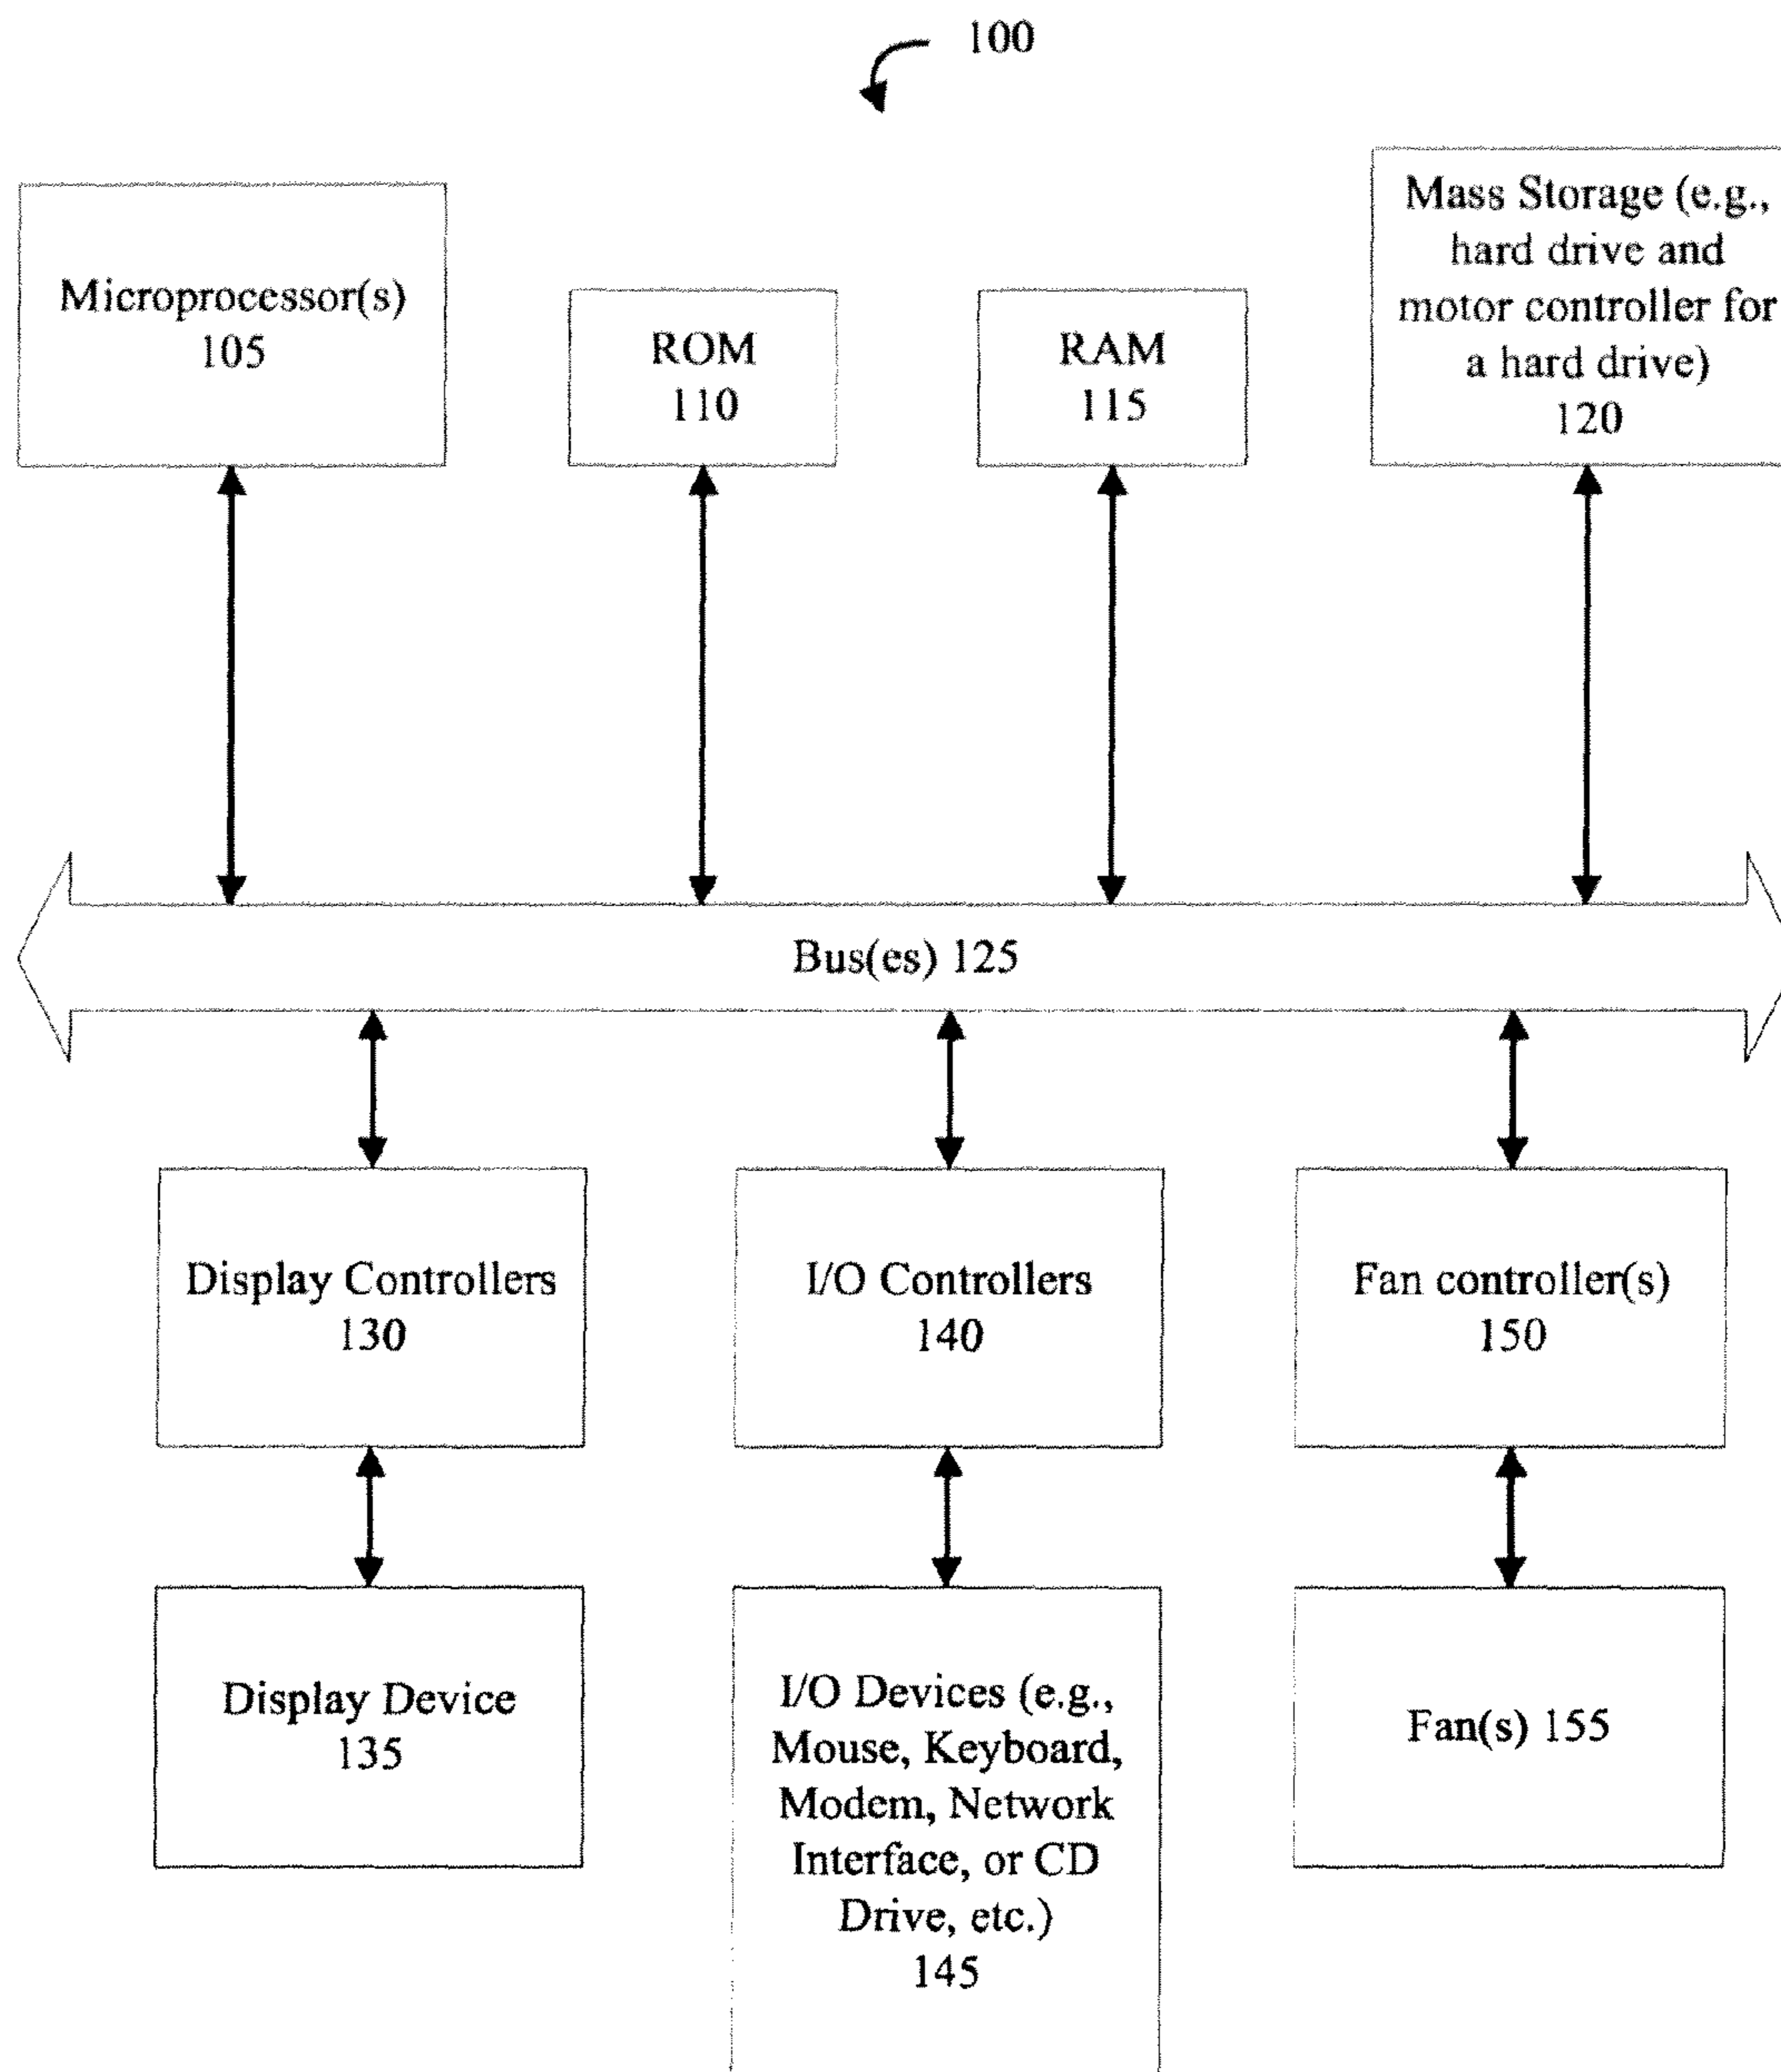 100
Microprocessor(s)
105
ROM
110
RAM
115
Mass Storage (e.g.,
hard drive and
motor controller for
a hard drive)
120
Bus(es) 125
Display Controllers
130
I/O Controllers
140
Fan controller(s)
150
Display Device
135
I/O Devices (e.g.,
Mouse, Keyboard,
Modem, Network
Interface, or CD
Drive, etc.)
145
Fan(s) 155